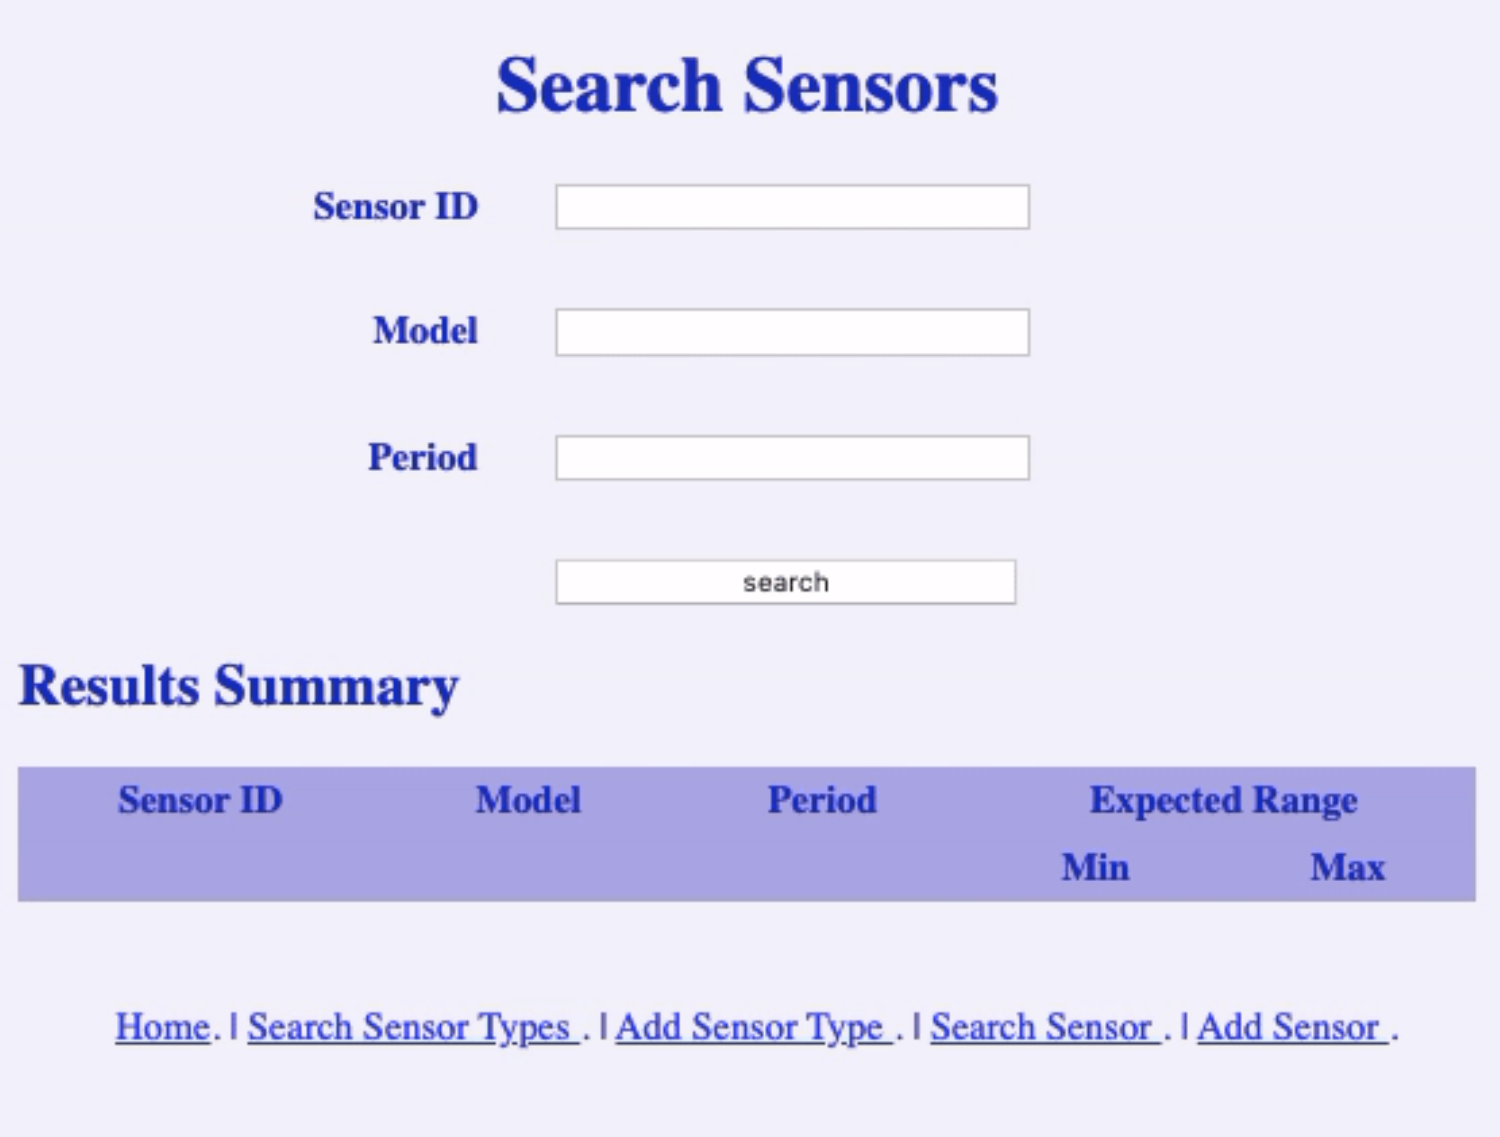 Search Sensors
Sensor ID
Model
Period
search
Results Summary
Sensor ID Model Period Expected Range
Min Max
Home. | Search Sensor Types . | Add Sensor Type . | Search Sensor . | Add Sensor .